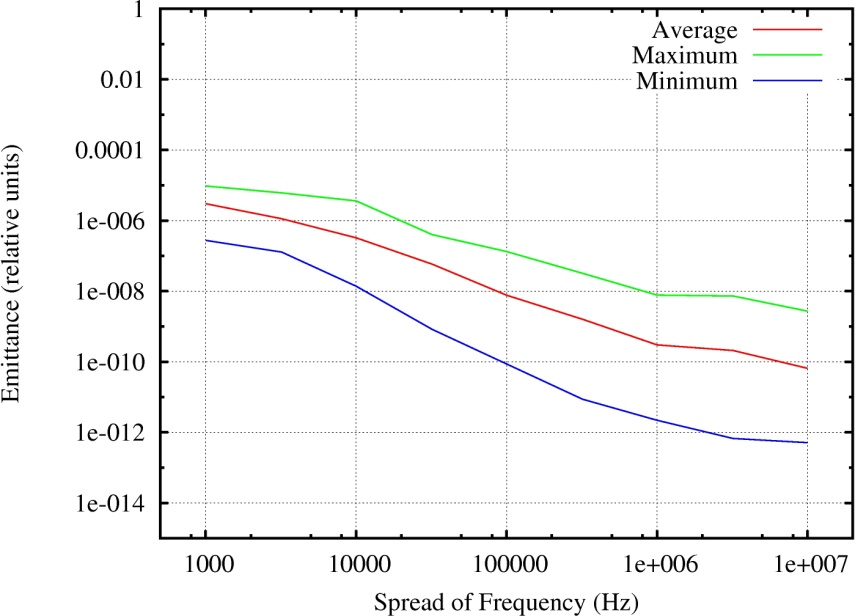 1
0.01
0.0001
1e-006
1e-008
1e-010
1e-012
1e-014
Emittance (relative units)
Average
Maximum
Minimum
1000 10000 100000 1e+006 1e+007
Spread of Frequency (Hz)